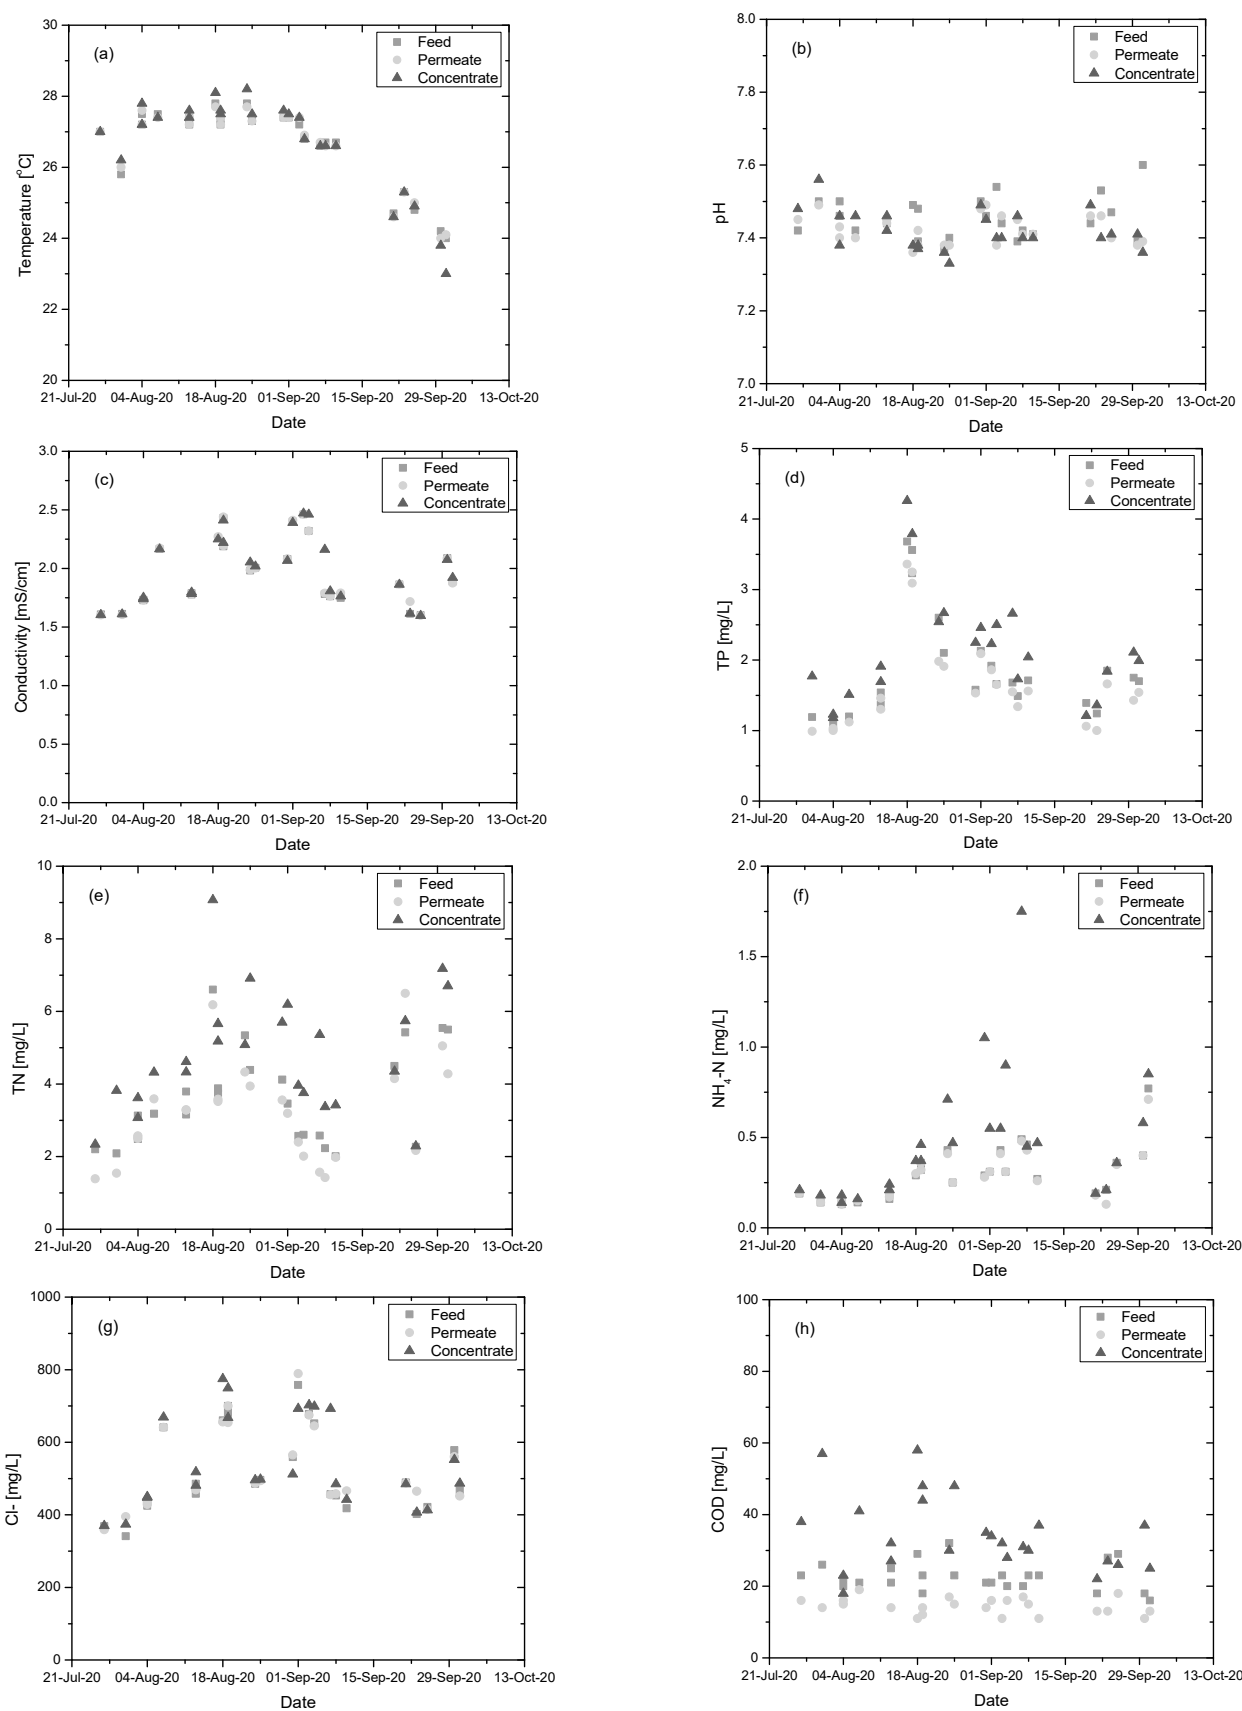 (a)
Feed
Permeate
Concentrate
30
28
26
24
22
20
Temperature [°C]
21-Jul-20 04-Aug-20 18-Aug-20 01-Sep-20 15-Sep-20 29-Sep-20 13-Oct-20
Date
(b)
Feed
Permeate
Concentrate
8.0
7.8
7.6
7.4
7.2
7.0
pH
21-Jul-20 04-Aug-20 18-Aug-20 01-Sep-20 15-Sep-20 29-Sep-20 13-Oct-20
Date
(c)
Feed
Permeate
Concentrate
3.0
2.5
2.0
1.5
1.0
0.5
0.0
Conductivity [mS/cm]
21-Jul-20 04-Aug-20 18-Aug-20 01-Sep-20 15-Sep-20 29-Sep-20 13-Oct-20
Date
(d)
Feed
Permeate
Concentrate
5
4
3
2
1
0
TP [mg/L]
21-Jul-20 04-Aug-20 18-Aug-20 01-Sep-20 15-Sep-20 29-Sep-20 13-Oct-20
Date
(e)
Feed
Permeate
Concentrate
10
8
6
4
2
0
TN [mg/L]
21-Jul-20 04-Aug-20 18-Aug-20 01-Sep-20 15-Sep-20 29-Sep-20 13-Oct-20
Date
(f)
Feed
Permeate
Concentrate
2.0
1.5
1.0
0.5
0.0
NH4-N [mg/L]
21-Jul-20 04-Aug-20 18-Aug-20 01-Sep-20 15-Sep-20 29-Sep-20 13-Oct-20
Date
(g)
Feed
Permeate
Concentrate
1000
800
600
400
200
0
Cl- [mg/L]
21-Jul-20 04-Aug-20 18-Aug-20 01-Sep-20 15-Sep-20 29-Sep-20 13-Oct-20
Date
(h)
Feed
Permeate
Concentrate
100
80
60
40
20
0
COD [mg/L]
21-Jul-20 04-Aug-20 18-Aug-20 01-Sep-20 15-Sep-20 29-Sep-20 13-Oct-20
Date